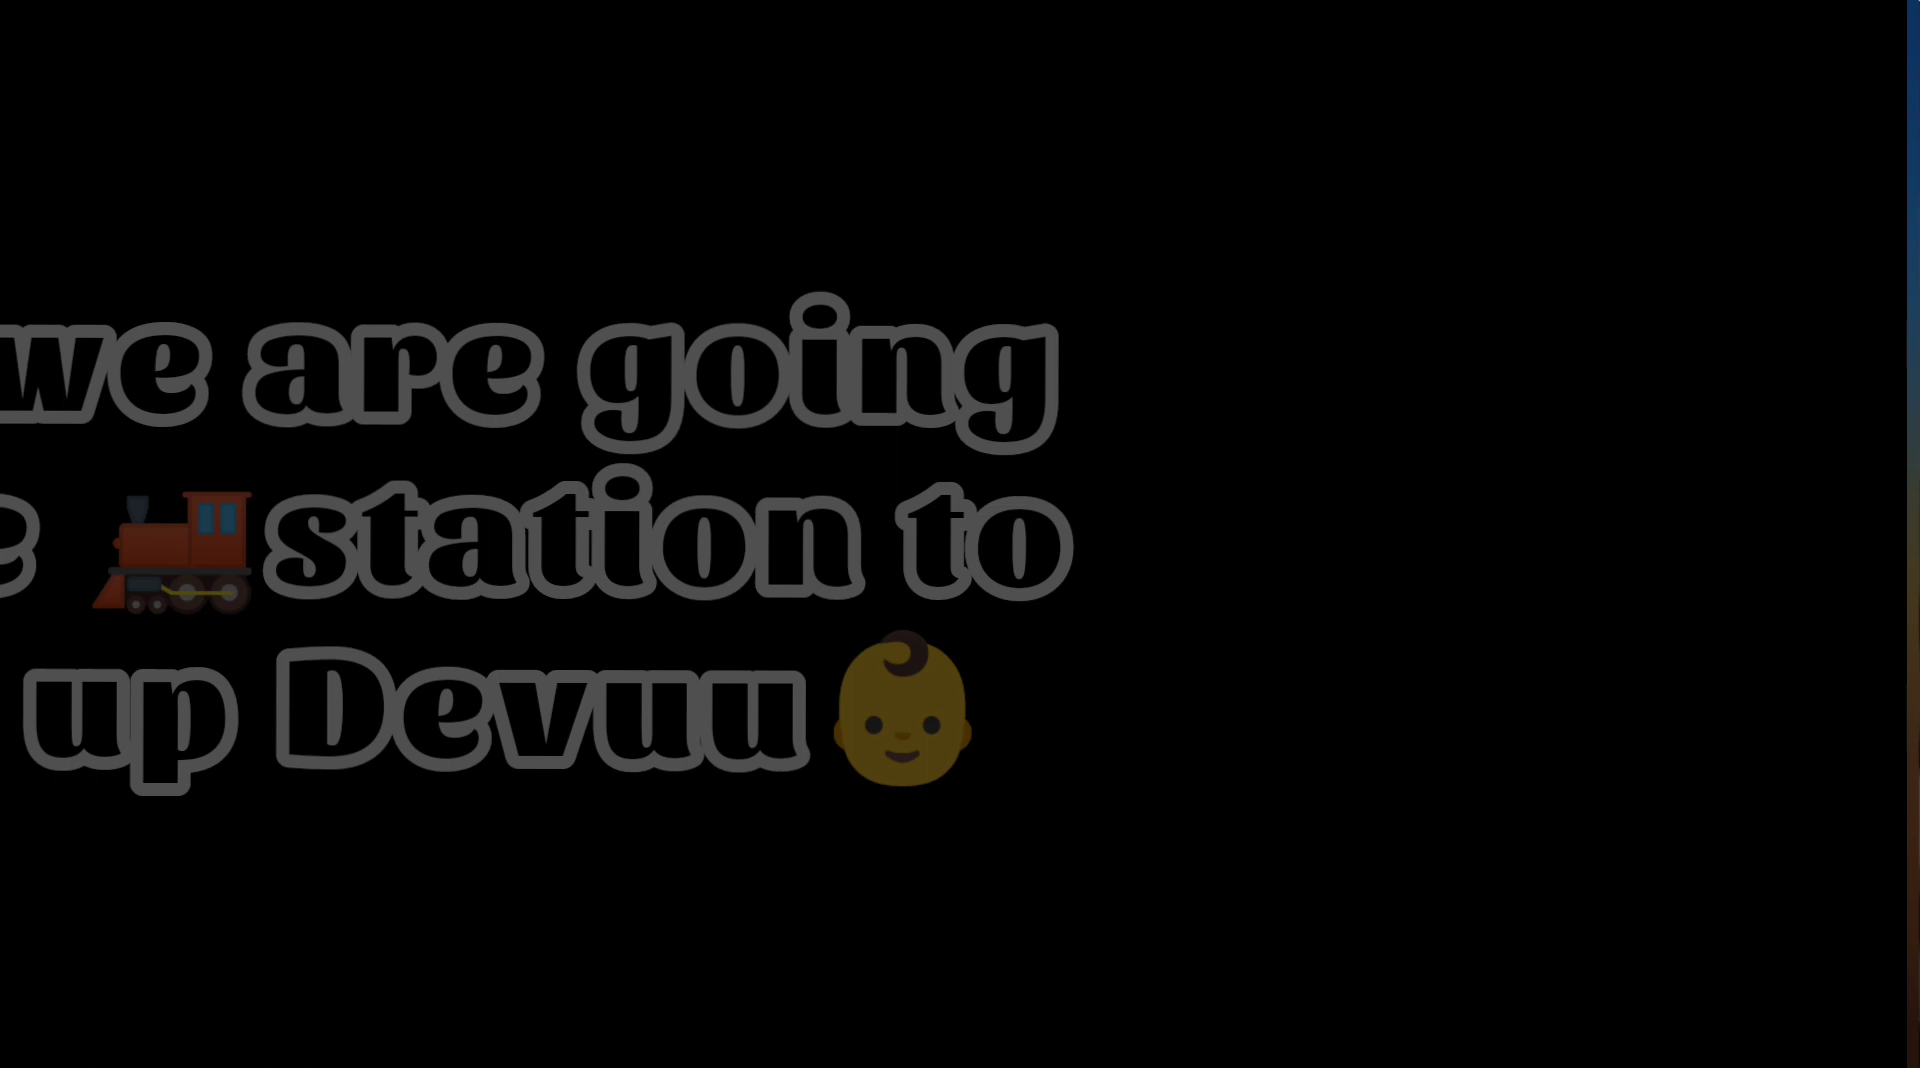 we are going
🚂station to
up Devuu👶